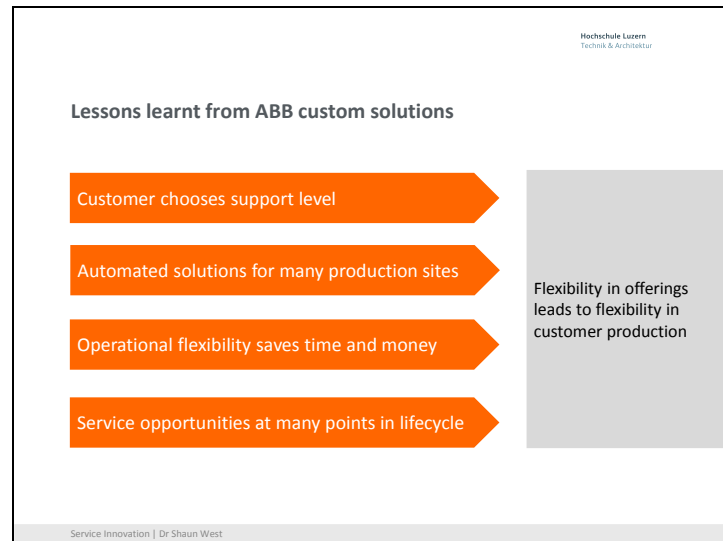 Hochschule Luzern
Technik & Architektur
Lessons learnt from ABB custom solutions
Customer chooses support level
Automated solutions for many production sites
Operational flexibility saves time and money
Service opportunities at many points in lifecycle
Flexibility in offerings
leads to flexibility in
customer production
Service Innovation | Dr Shaun West